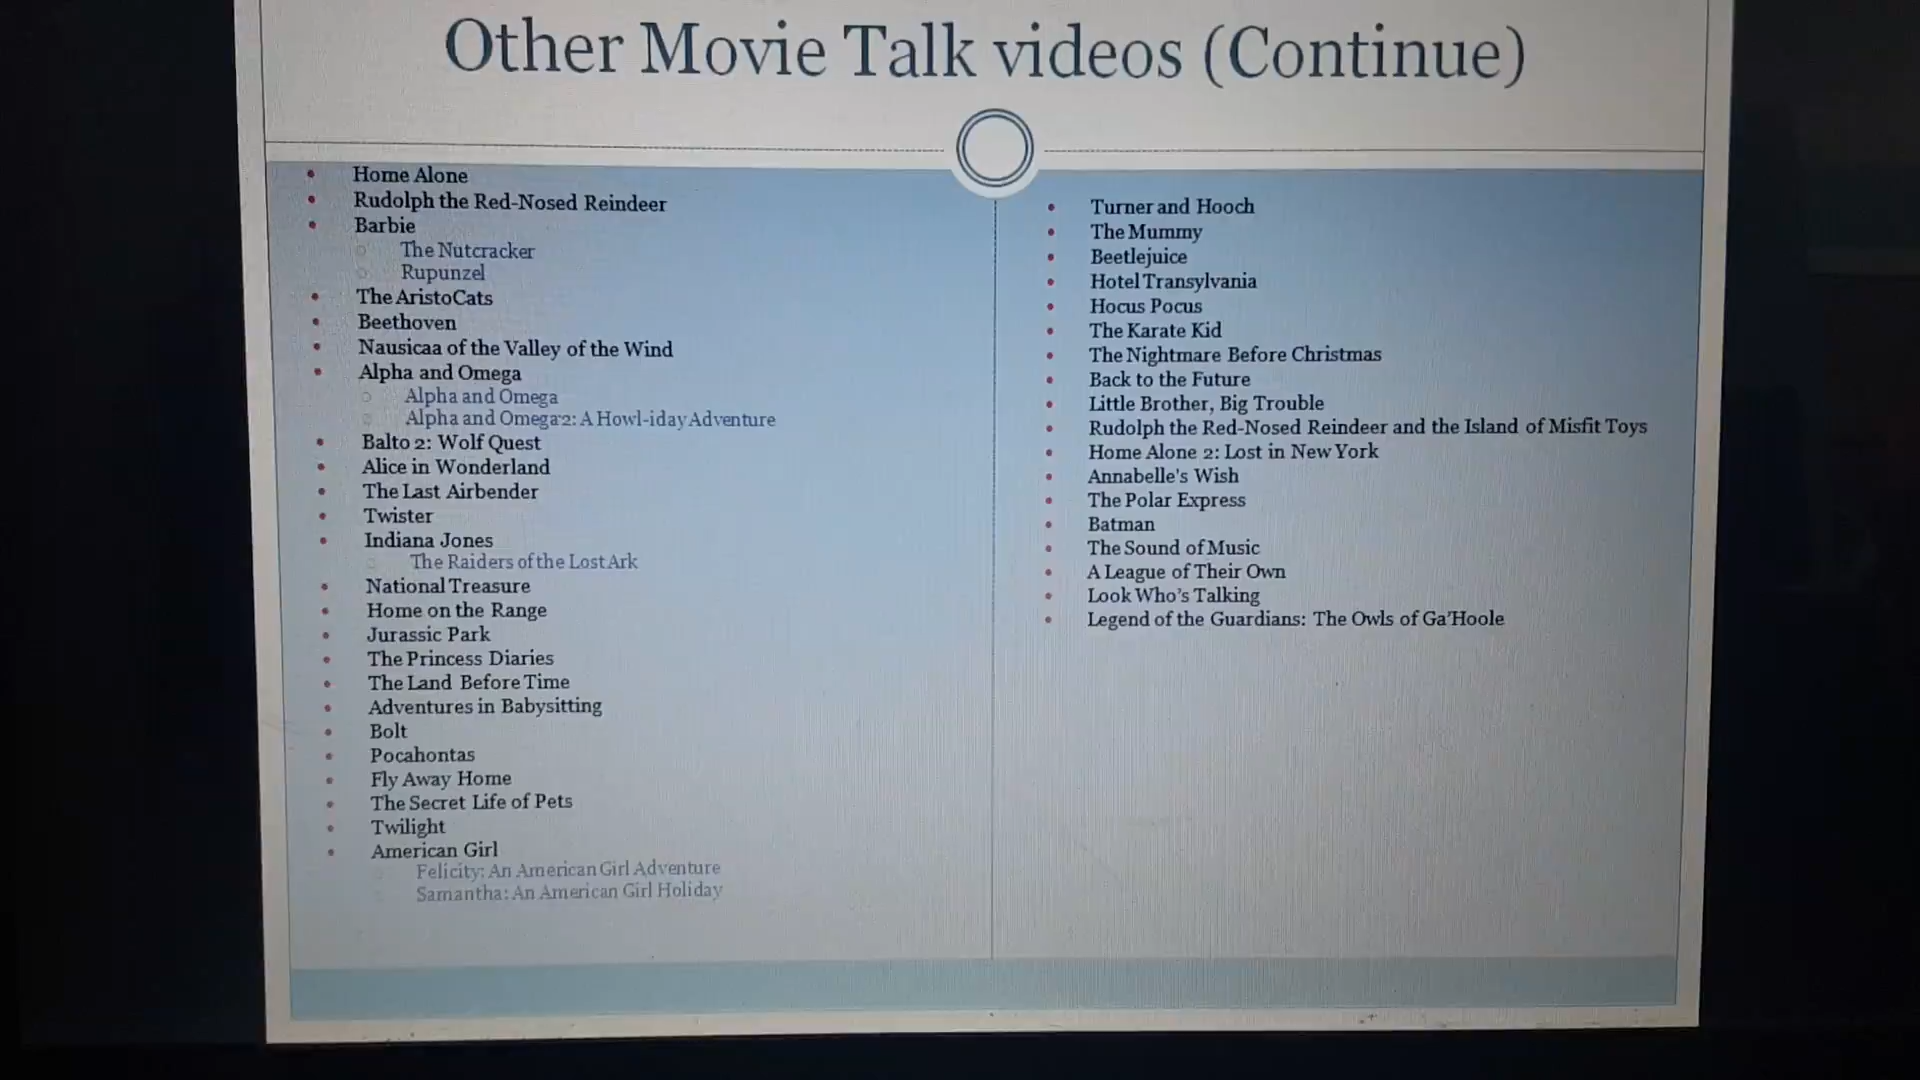 Other Movie Talk videos (Continue)
Home Alone
Rudolph the Red-Nosed Reindeer
Barbie
The Nutcracker
Rupunzel
The AristoCats
Beethoven
Nausicaa of the Valley of the Wind
Alpha and Omega
Alpha and Omega
Alpha and Omega 2: A Howl-iday Adventure
Balto 2: Wolf Quest
Alice in Wonderland
The Last Airbender
Twister
Indiana Jones
The Raiders of the Lost Ark
National Treasure
Home on the Range
Jurassic Park
The Princess Diaries
The Land Before Time
Adventures in Babysitting
Bolt
Pocahontas
Fly Away Home
The Secret Life of Pets
Twilight
American Girl
Felicity: An American Girl Adventure
Samantha: An American Girl Holiday
Turner and Hooch
The Mummy
Beetlejuice
Hotel Transylvania
Hocus Pocus
The Karate Kid
The Nightmare Before Christmas
Back to the Future
Little Brother, Big Trouble
Rudolph the Red-Nosed Reindeer and the Island of Misfit Toys
Home Alone 2: Lost in New York
Annabelle's Wish
The Polar Express
Batman
The Sound of Music
A League of Their Own
Look Who's Talking
Legend of the Guardians: The Owls of Ga'Hoole